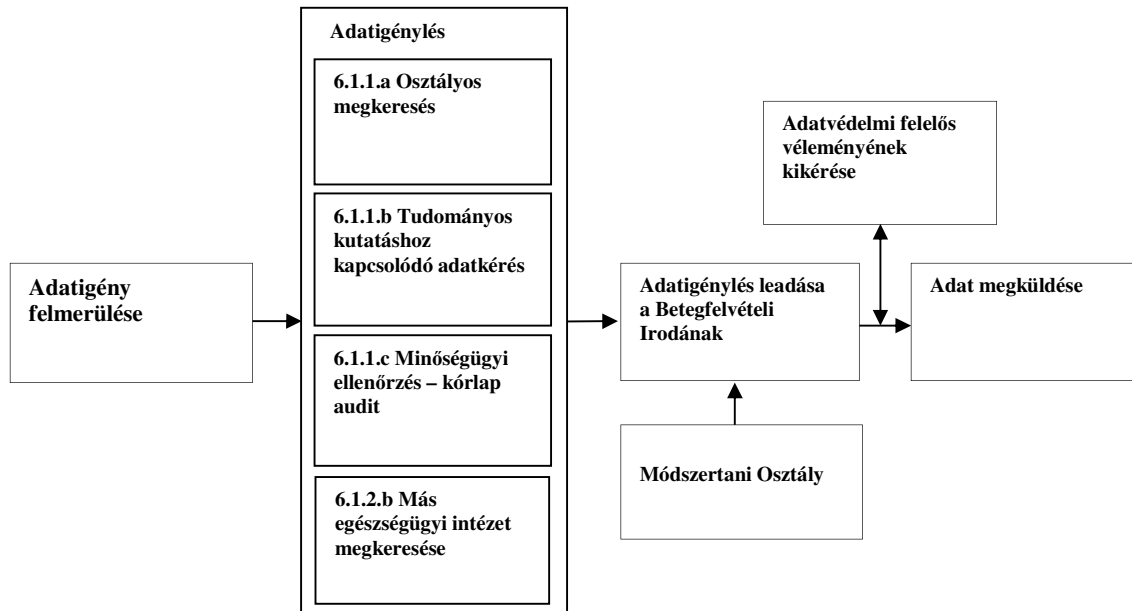 Adatigény
felmerülése
Adatigénylés
6.1.1.a Osztályos
megkeresés
6.1.1.b Tudományos
kutatáshoz
kapcsolódó adatkérés
6.1.1.c Minőségügyi
ellenőrzés – kórlap
audit
6.1.2.b Más
egészségügyi intézet
megkeresése
Adatigénylés leadása
a Betegfelvételi
Irodának
Módszertani Osztály
Adatvédelmi felelős
véleményének
kikérése
Adat megküldése